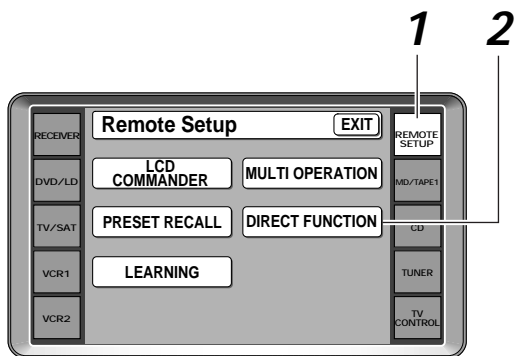 1 2
RECEIVER
Remote Setup
EXIT
REMOTE
SETUP
DVD/LD
LCD
COMMANDER
MULTI OPERATION
MD/TAPE1
TV/SAT
PRESET RECALL
DIRECT FUNCTION
CD
VCR1
LEARNING
TUNER
VCR2
TV
CONTROL